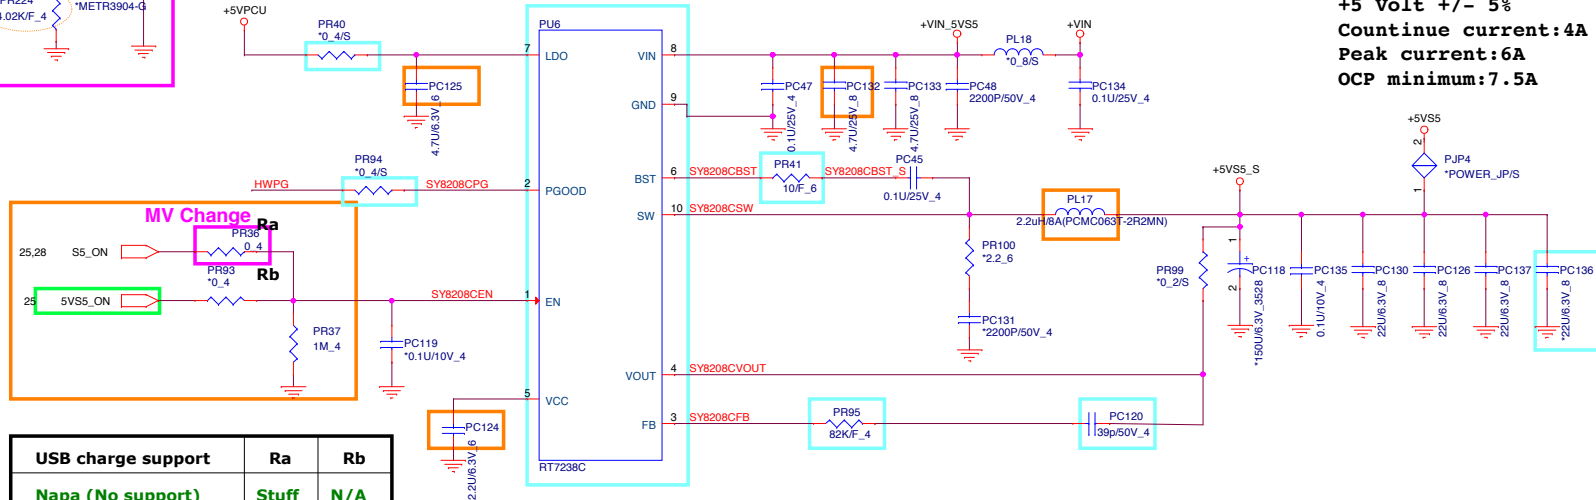 PR224
4.02K/F_4
*METR3904-G
+5VPCU
PR40
*0_4/S
PC125
4.7U/6.3V_6
PU6
7
LDO
VIN
8
GND
9
+VIN_5VS5
PL18
*0_8/S
+VIN
PC47
0.1U/25V_4
PC132
4.7U/25V_8
PC133
4.7U/25V_8
PC48
2200P/50V_4
PC134
0.1U/25V_4
+5 Volt +/- 5%
Countinue current:4A
Peak current:6A
OCP minimum:7.5A
HWPG
PR94
*0_4/S
SY8208CPG
2
PGOOD
BST
6
SY8208CBST
PR41
10/F_6
SY8208CBST_S
PC45
0.1U/25V_4
SW
10
SY8208CSW
PL17
2.2uH/8A(PCMC063T-2R2MN)
+5VS5_S
+5VS5
2
PJP4
*POWER_JP/S
1
MV Change
25,28
S5_ON
PR36
0_4
Ra
25
5VS5_ON
PR93
*0_4
Rb
SY8208CEN
1
EN
PR37
1M_4
PC119
*0.1U/10V_4
PR100
*2.2_6
PC131
*2200P/50V_4
PR99
*0_2/S
1
+
PC118
2
*150U/6.3V_3528
PC135
0.1U/10V_4
PC130
22U/6.3V_8
PC126
22U/6.3V_8
PC137
22U/6.3V_8
PC136
*22U/6.3V_8
VOUT
4
SY8208CVOUT
5
VCC
PC124
2.2U/6.3V_6
FB
3
SY8208CFB
PR95
82K/F_4
PC120
39p/50V_4
RT7238C
USB charge support Ra Rb
Napa (No support) Stuff N/A